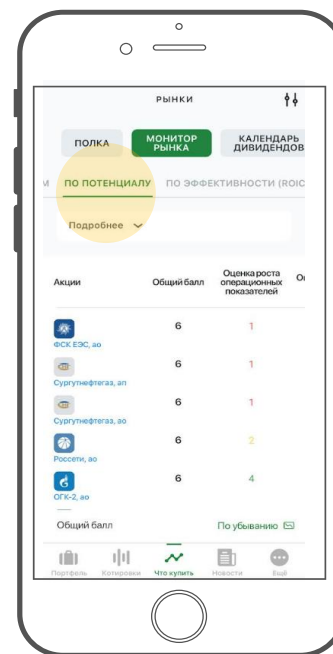 РЫНКИ
ПОЛКА
МОНИТОР
РЫНКА
КАЛЕНДАРЬ
ДИВИДЕНДОВ
М ПО ПОТЕНЦИАЛУ ПО ЭФФЕКТИВНОСТИ (ROIC
Подробнее
Акции
Общий балл
Оценка роста
операционных
показателей
6 1
ФСК ЕЭС, ао
6 1
Сургутнефтегаз, ап
6 1
Сургутнефтегаз, ао
6 2
Россети, ао
6 4
ОГК-2, ао
Общий балл По убыванию
Портфель Котировки Что купить Новости Ещё